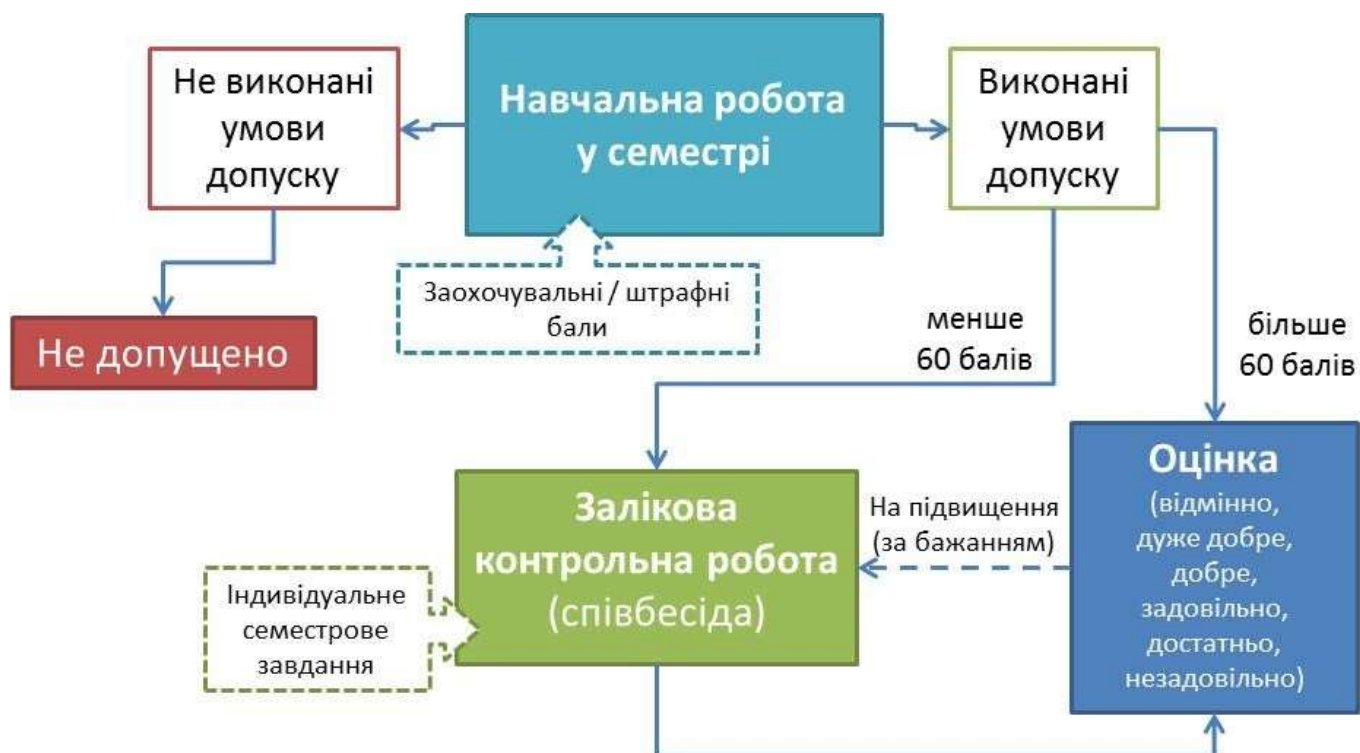 Не виконані
умови
допуску
Навчальна робота
у семестрі
Виконані
умови
допуску
Заохочувальні / штрафні
бали
Не допущено
менше
60 балів
більше
60 балів
Залікова
контрольна робота
(співбесіда)
На підвищення
(за бажанням)
Оцінка
(відмінно,
дуже добре,
добре,
задовільно,
достатньо,
незадовільно)
Індивідуальне
семестрове
завдання